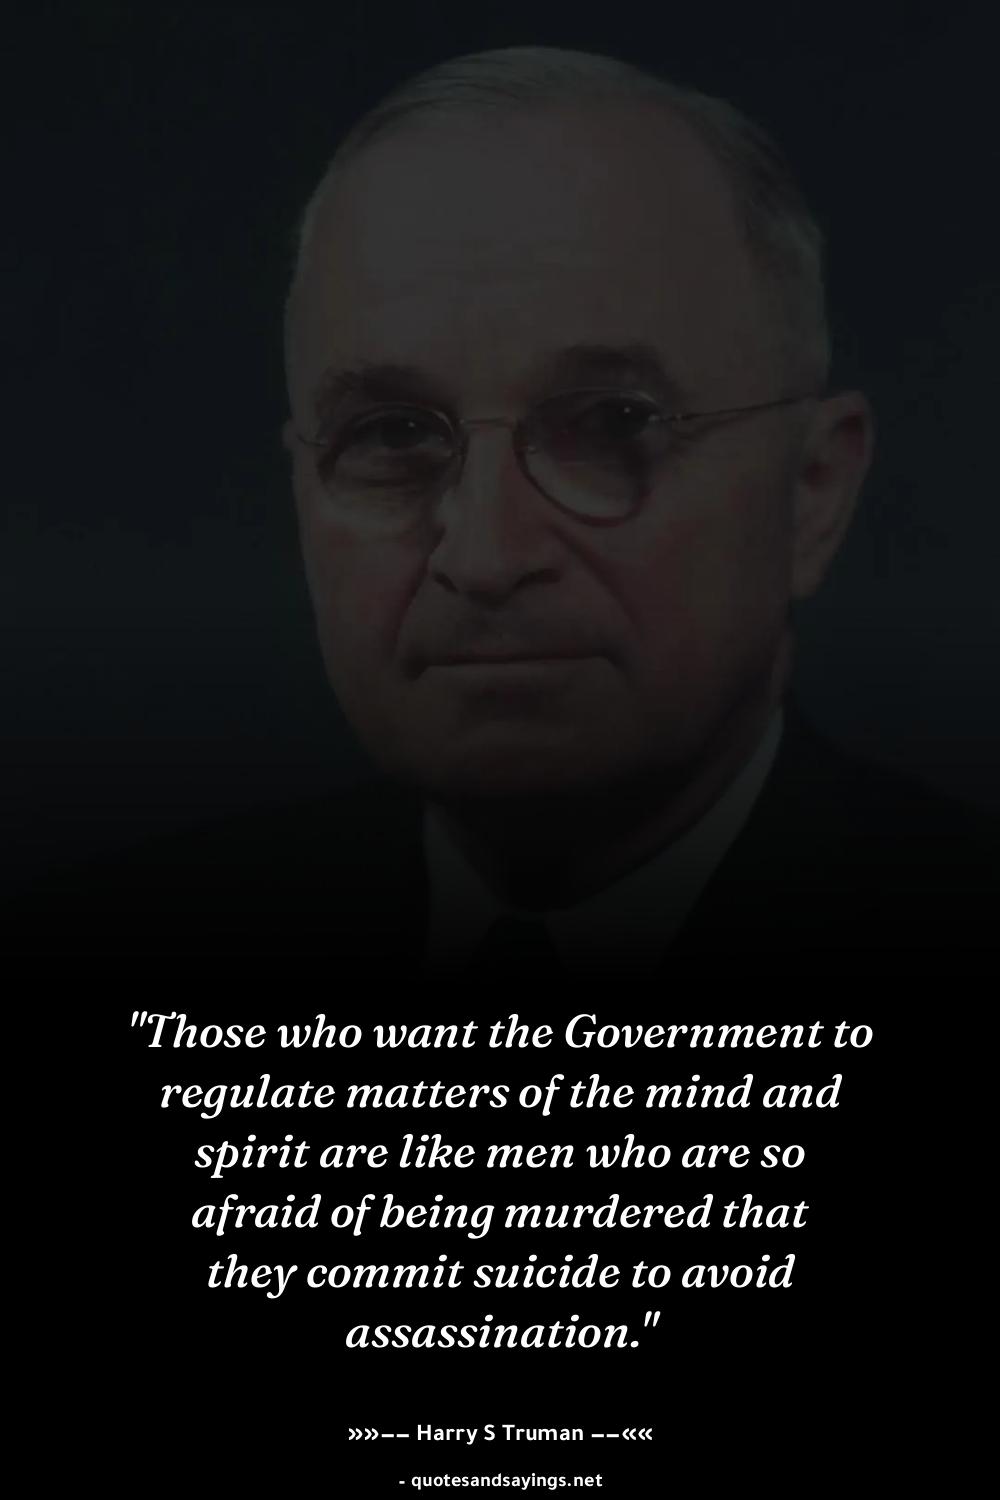 "Those who want the Government to
regulate matters of the mind and
spirit are like men who are so
afraid of being murdered that
they commit suicide to avoid
assassination."
»»–– Harry S Truman ––««
- quotesandsayings.net